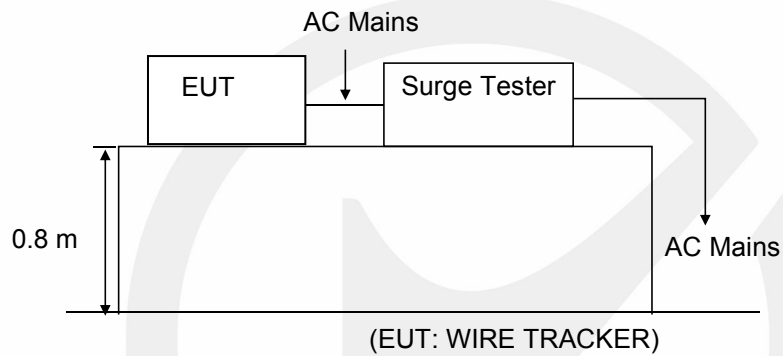 AC Mains
EUT
Surge Tester
0.8 m
AC Mains
(EUT: WIRE TRACKER)